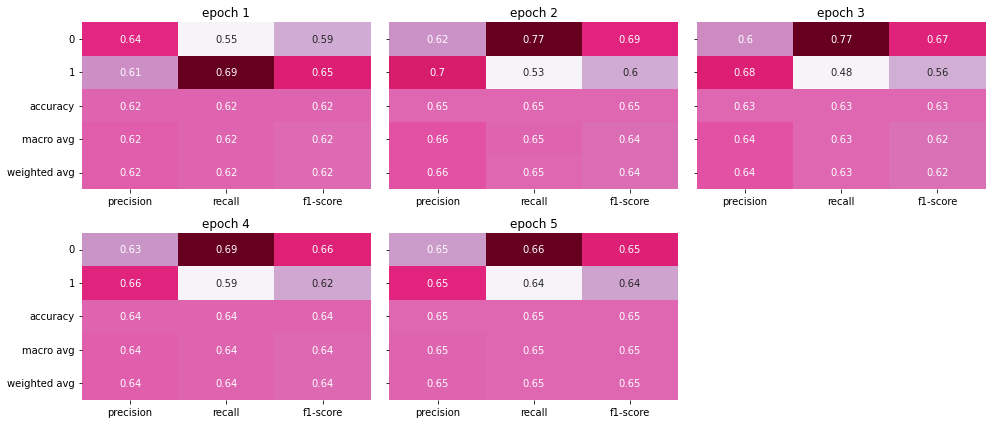 epoch 1 epoch 2 epoch 3
0 0.64 0.55 0.59 0.62 0.77 0.69 0.6 0.77 0.67
1 0.61 0.69 0.65 0.7 0.53 0.6 0.68 0.48 0.56
accuracy 0.62 0.62 0.62 0.65 0.65 0.65 0.63 0.63 0.63
macro avg 0.62 0.62 0.62 0.66 0.65 0.64 0.64 0.63 0.62
weighted avg 0.62 0.62 0.62 0.66 0.65 0.64 0.64 0.63 0.62
precision recall f1-score precision recall f1-score precision recall f1-score
epoch 4 epoch 5
0 0.63 0.69 0.66 0.65 0.66 0.65
1 0.66 0.59 0.62 0.65 0.64 0.64
accuracy 0.64 0.64 0.64 0.65 0.65 0.65
macro avg 0.64 0.64 0.64 0.65 0.65 0.65
weighted avg 0.64 0.64 0.64 0.65 0.65 0.65
precision recall f1-score precision recall f1-score